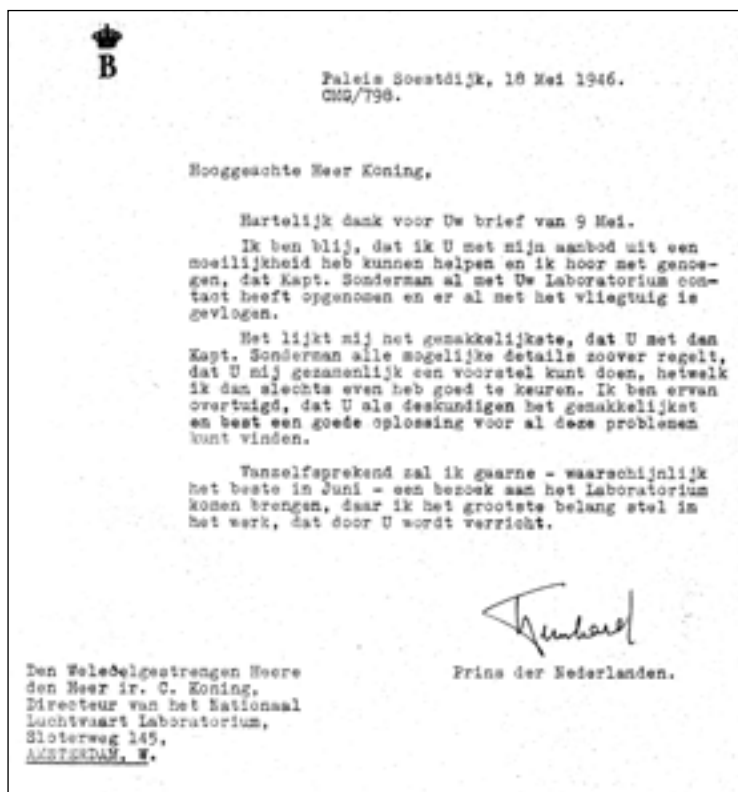 B
Paleis Soestdijk, 18 Mei 1946.
CMG/798.
Hooggeachte Heer Koning,
Hartelijk dank voor Uw brief van 9 Mei.
Ik ben blij, dat ik U met mijn aanbod uit een
moeilijkheid heb kunnen helpen en ik hoor met genoe-
gen, dat Kapt. Sonderman al met Uw Laboratorium con-
tact heeft opgenomen en er al met het vliegtuig is
gevlogen.
Het lijkt mij het gemakkelijkste, dat U met dan
Kapt. Sonderman alle mogelijke details zoover regelt,
dat U mij gezamenlijk een voorstel kunt doen, hetwelk
ik dan slechts even heb goed te keuren. Ik ben ervan
overtuigd, dat U als deskundigen het gemakkelijkst
en best een goede oplossing voor al deze problemen
kunt vinden.
Vanzelfsprekend zal ik gaarne - waarschijnlijk
het beste in Juni - een bezoek aan het Laboratorium
komen brengen, daar ik het grootste belang stel in
het werk, dat door U wordt verricht.
Bernhard
Prins der Nederlanden.
Den Weledelgestrengen Heere
den Heer ir. C. Koning,
Directeur van het Nationaal
Luchtvaart Laboratorium,
Sloterweg 145,
AMSTERDAM, W.